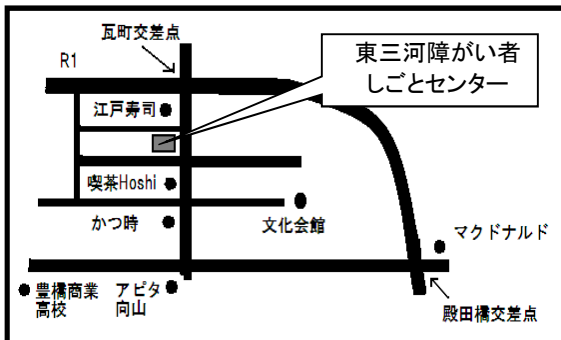 瓦町交差点
R1
東三河障がい者
しごとセンター
江戸寿司
喫茶Hoshi
かつ時
文化会館
マクドナルド
豊橋商業
高校
アピタ
向山
殿田橋交差点